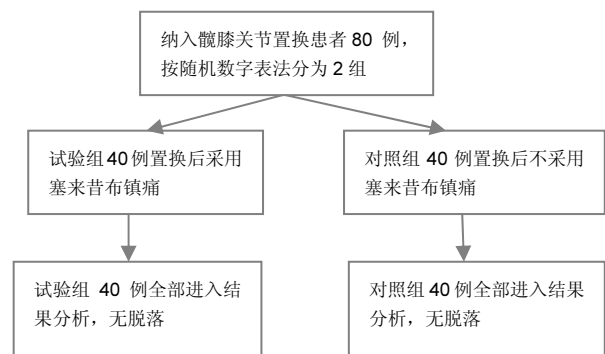 纳入髋膝关节置换患者 80 例，
按随机数字表法分为 2 组
试验组 40 例置换后采用
塞来昔布镇痛
对照组 40 例置换后不采用
塞来昔布镇痛
试验组 40 例全部进入结
果分析，无脱落
对照组 40 例全部进入结果
分析，无脱落